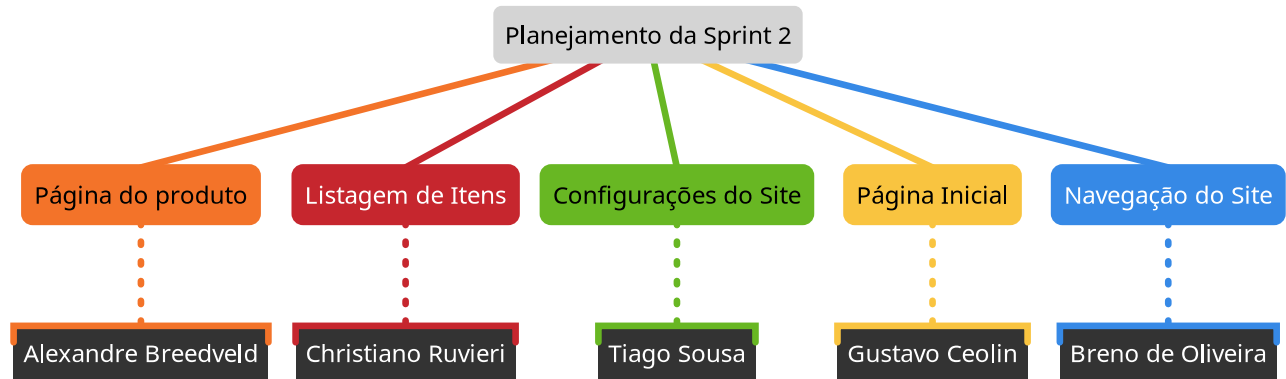 Planejamento da Sprint 2
Página do produto
Listagem de Itens
Configurações do Site
Página Inicial
Navegação do Site
Alexandre Breedveld
Christiano Ruvieri
Tiago Sousa
Gustavo Ceolin
Breno de Oliveira